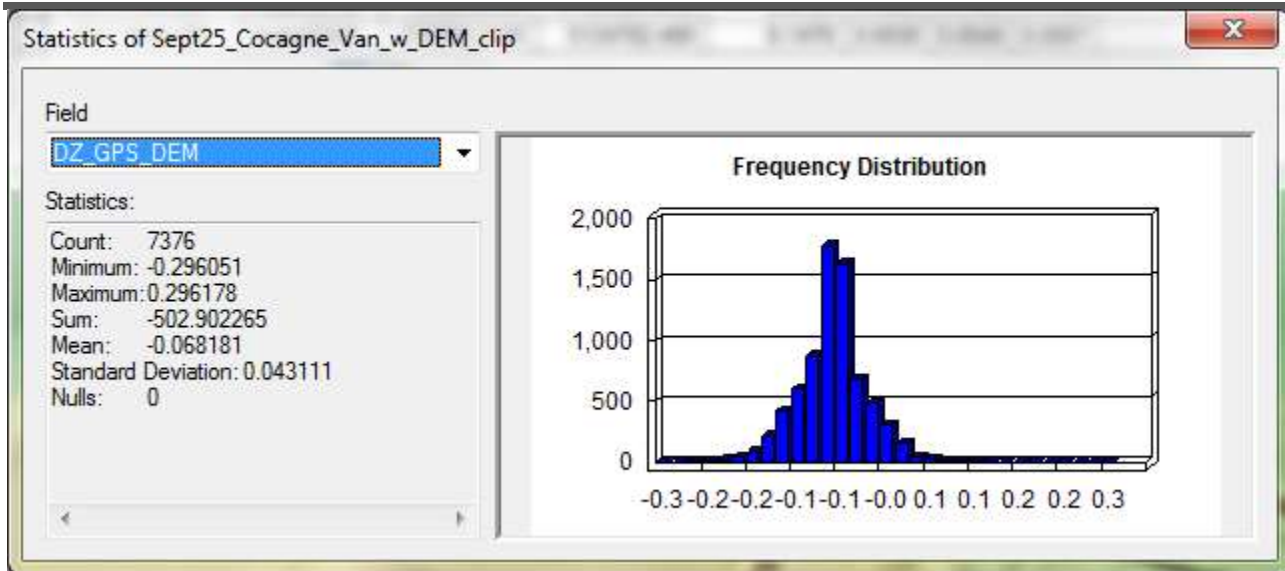 Statistics of Sept25_Cocagne_Van_w_DEM_clip
Field
DZ_GPS_DEM
Statistics:
Count: 7376
Minimum: -0.296051
Maximum: 0.296178
Sum: -502.902265
Mean: -0.068181
Standard Deviation: 0.043111
Nulls: 0
Frequency Distribution
2,000
1,500
1,000
500
0
-0.3 -0.2 -0.2 -0.1 -0.1 -0.0 0.1 0.1 0.2 0.2 0.3